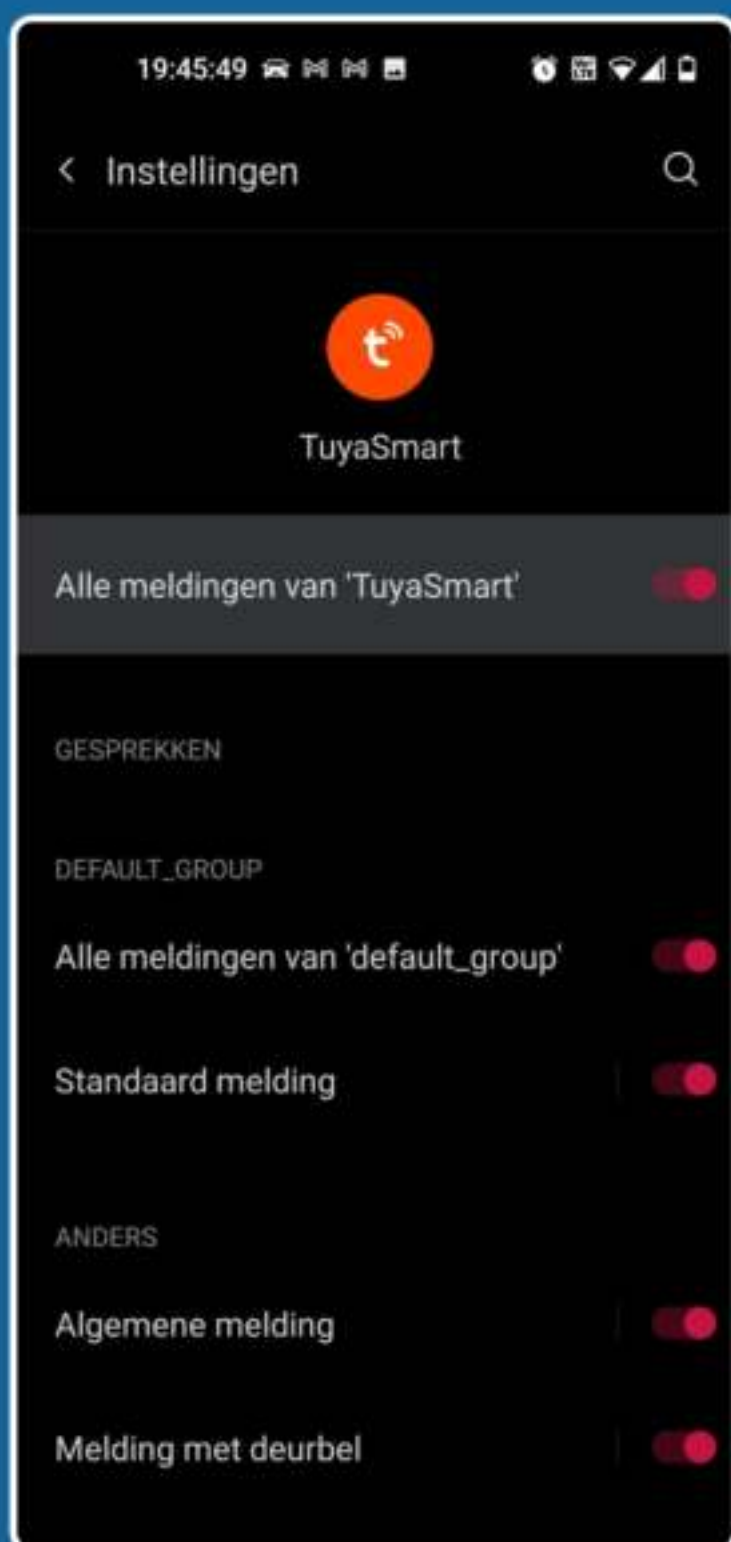 19:45:49
Instellingen
TuyaSmart
Alle meldingen van 'TuyaSmart'
GESPREKKEN
DEFAULT_GROUP
Alle meldingen van 'default_group'
Standaard melding
ANDERS
Algemene melding
Melding met deurbel